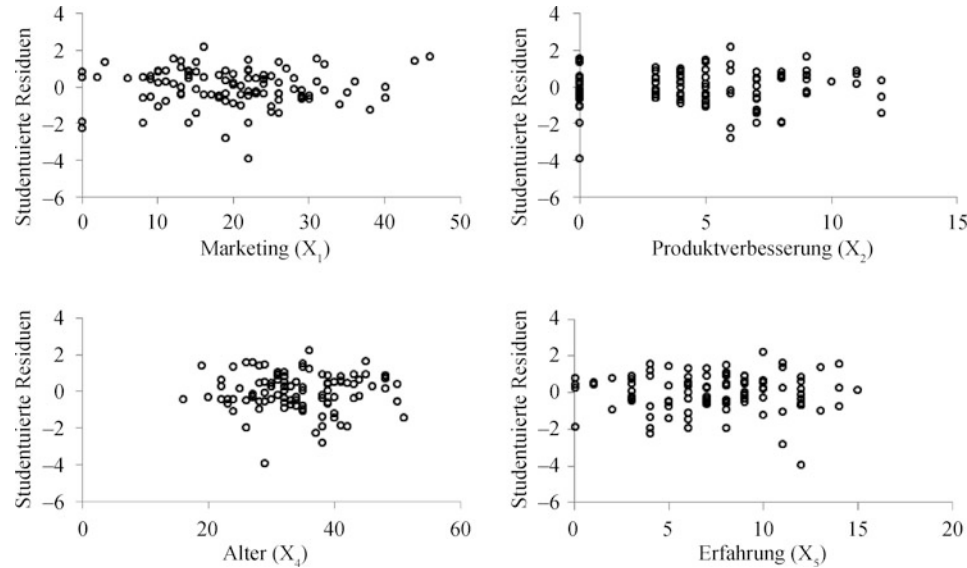 Studentuierte Residuen
4
2
0
–2
–4
–6
0 10 20 30 40 50
Marketing (X1)
Studentuierte Residuen
4
2
0
–2
–4
–6
0 5 10 15
Produktverbesserung (X2)
Studentuierte Residuen
4
2
0
–2
–4
–6
0 20 40 60
Alter (X4)
Studentuierte Residuen
4
2
0
–2
–4
–6
0 5 10 15 20
Erfahrung (X5)